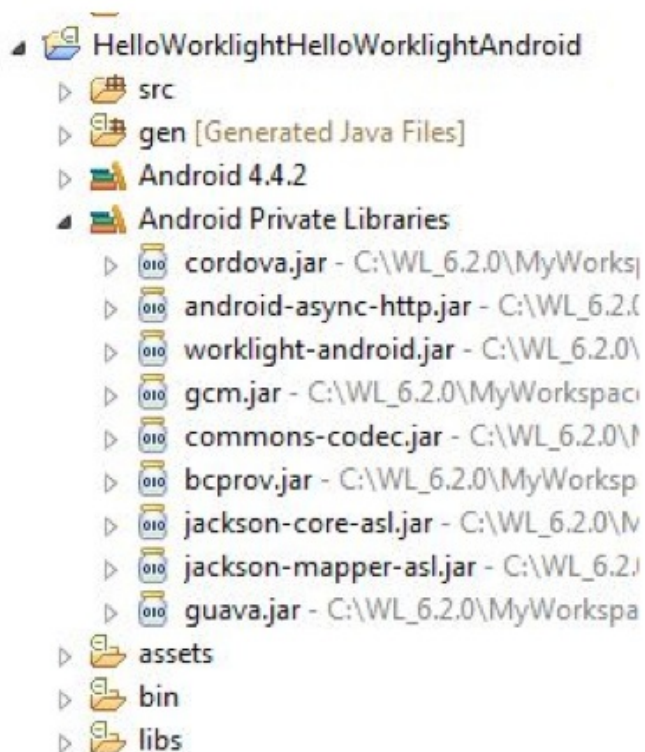 HelloWorklightHelloWorklightAndroid
src
gen [Generated Java Files]
Android 4.4.2
Android Private Libraries
cordova.jar - C:\WL_6.2.0\MyWorks
android-async-http.jar - C:\WL_6.2.0
worklight-android.jar - C:\WL_6.2.0\
gcm.jar - C:\WL_6.2.0\MyWorkspac
commons-codec.jar - C:\WL_6.2.0\
bcprov.jar - C:\WL_6.2.0\MyWorksp
jackson-core-asl.jar - C:\WL_6.2.0\
jackson-mapper-asl.jar - C:\WL_6.2.
guava.jar - C:\WL_6.2.0\MyWorkspa
assets
bin
libs